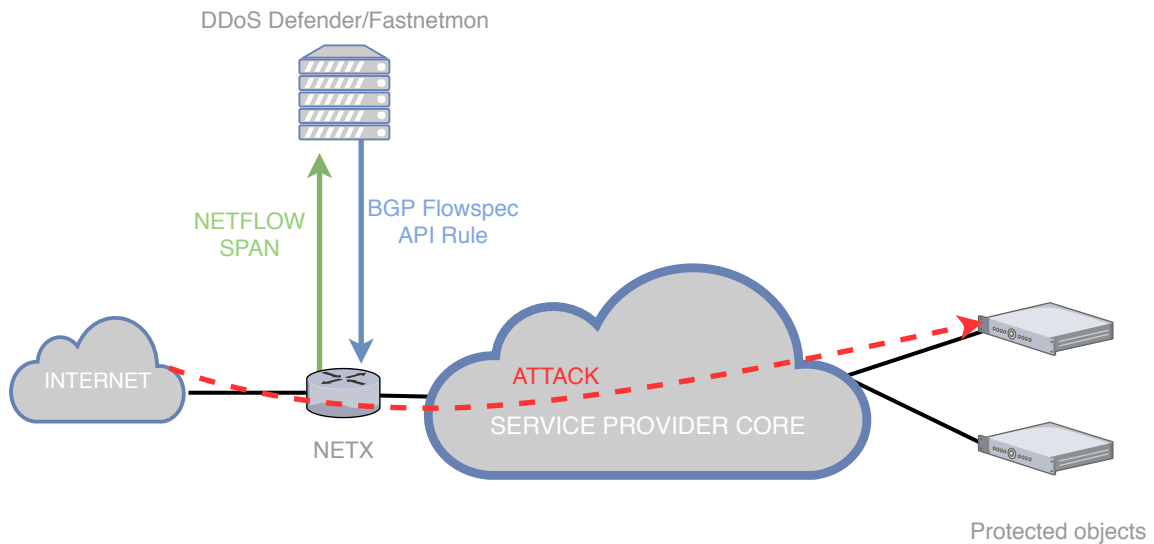 DDoS Defender/Fastnetmon
NETFLOW
SPAN
BGP Flowspec
API Rule
INTERNET
ATTACK
SERVICE PROVIDER CORE
NETX
Protected objects